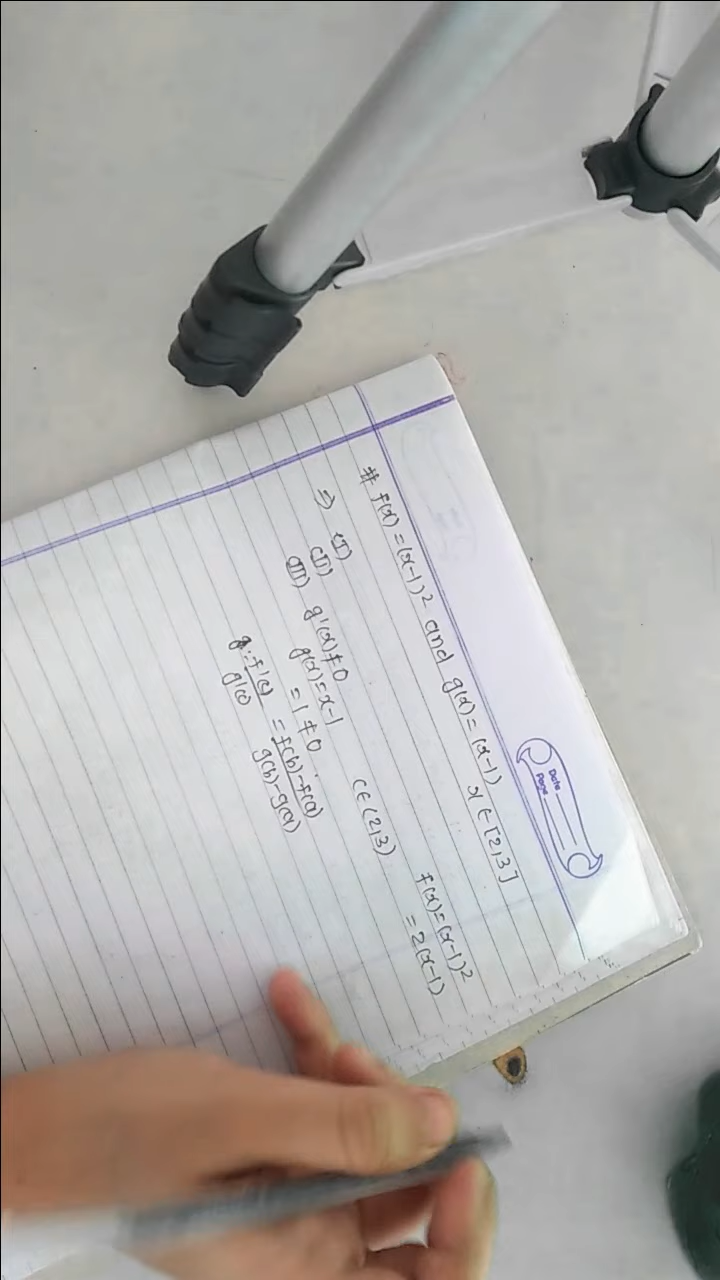 Date
Page
# f(x) = (x-1)² and g(x) = (x-1)
x ∈ [2,3]
f(x) = (x-1)²
= 2(x-1)
⇒ (I)
(II)
c ∈ (2,3)
(III) g'(x) ≠ 0
g(x) = x-1
= 1 ≠ 0
f'(c) / g'(c) = f(b) - f(a) / g(b) - g(a)